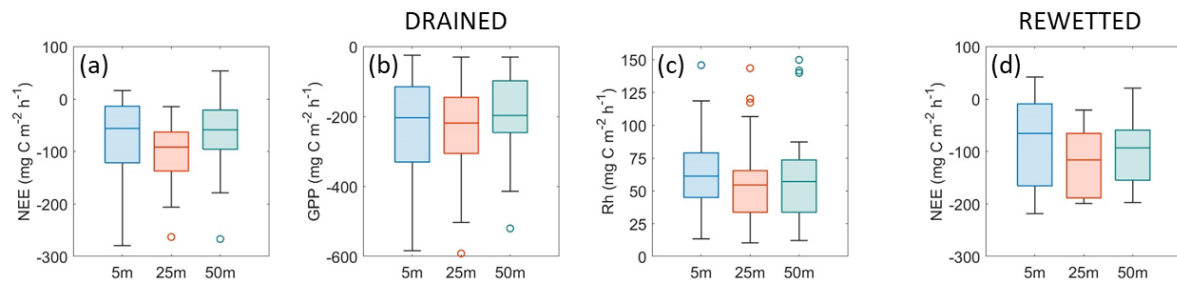 DRAINED
REWETTED
(a)
NEE (mg C m⁻² h⁻¹)
100
0
-100
-200
-300
5m 25m 50m
(b)
GPP (mg C m⁻² h⁻¹)
0
-200
-400
-600
5m 25m 50m
(c)
Rh (mg C m⁻² h⁻¹)
150
125
100
75
50
25
0
5m 25m 50m
(d)
NEE (mg C m⁻² h⁻¹)
100
0
-100
-200
-300
5m 25m 50m